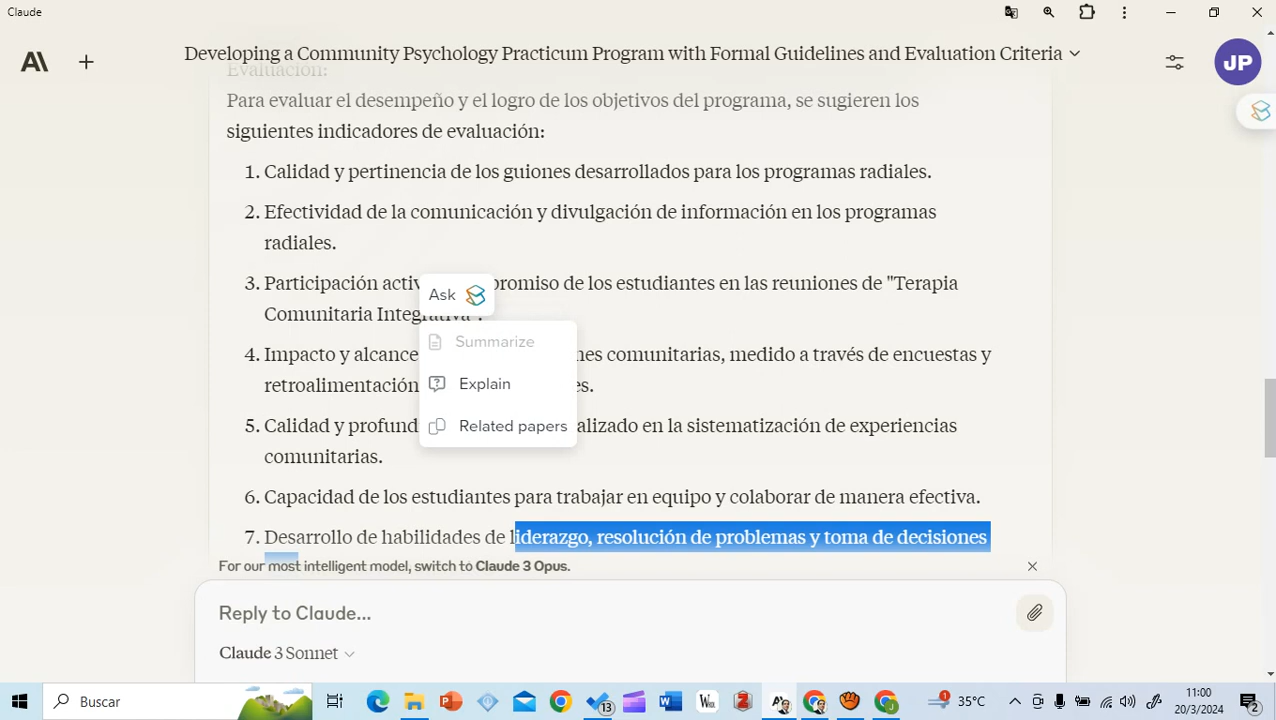 Claude
Developing a Community Psychology Practicum Program with Formal Guidelines and Evaluation Criteria
JP
Evaluación:
Para evaluar el desempeño y el logro de los objetivos del programa, se sugieren los
siguientes indicadores de evaluación:
1. Calidad y pertinencia de los guiones desarrollados para los programas radiales.
2. Efectividad de la comunicación y divulgación de información en los programas
radiales.
3. Participación activ promiso de los estudiantes en las reuniones de "Terapia
Ask
Comunitaria Integrativa".
Summarize
4. Impacto y alcance nes comunitarias, medido a través de encuestas y
Explain
retroalimentación es.
Related papers
5. Calidad y profund alizado en la sistematización de experiencias
comunitarias.
6. Capacidad de los estudiantes para trabajar en equipo y colaborar de manera efectiva.
7. Desarrollo de habilidades de liderazgo, resolución de problemas y toma de decisiones
For our most intelligent model, switch to Claude 3 Opus.
Reply to Claude...
Claude 3 Sonnet
Buscar
13
1
35°C
11:00
20/3/2024
2